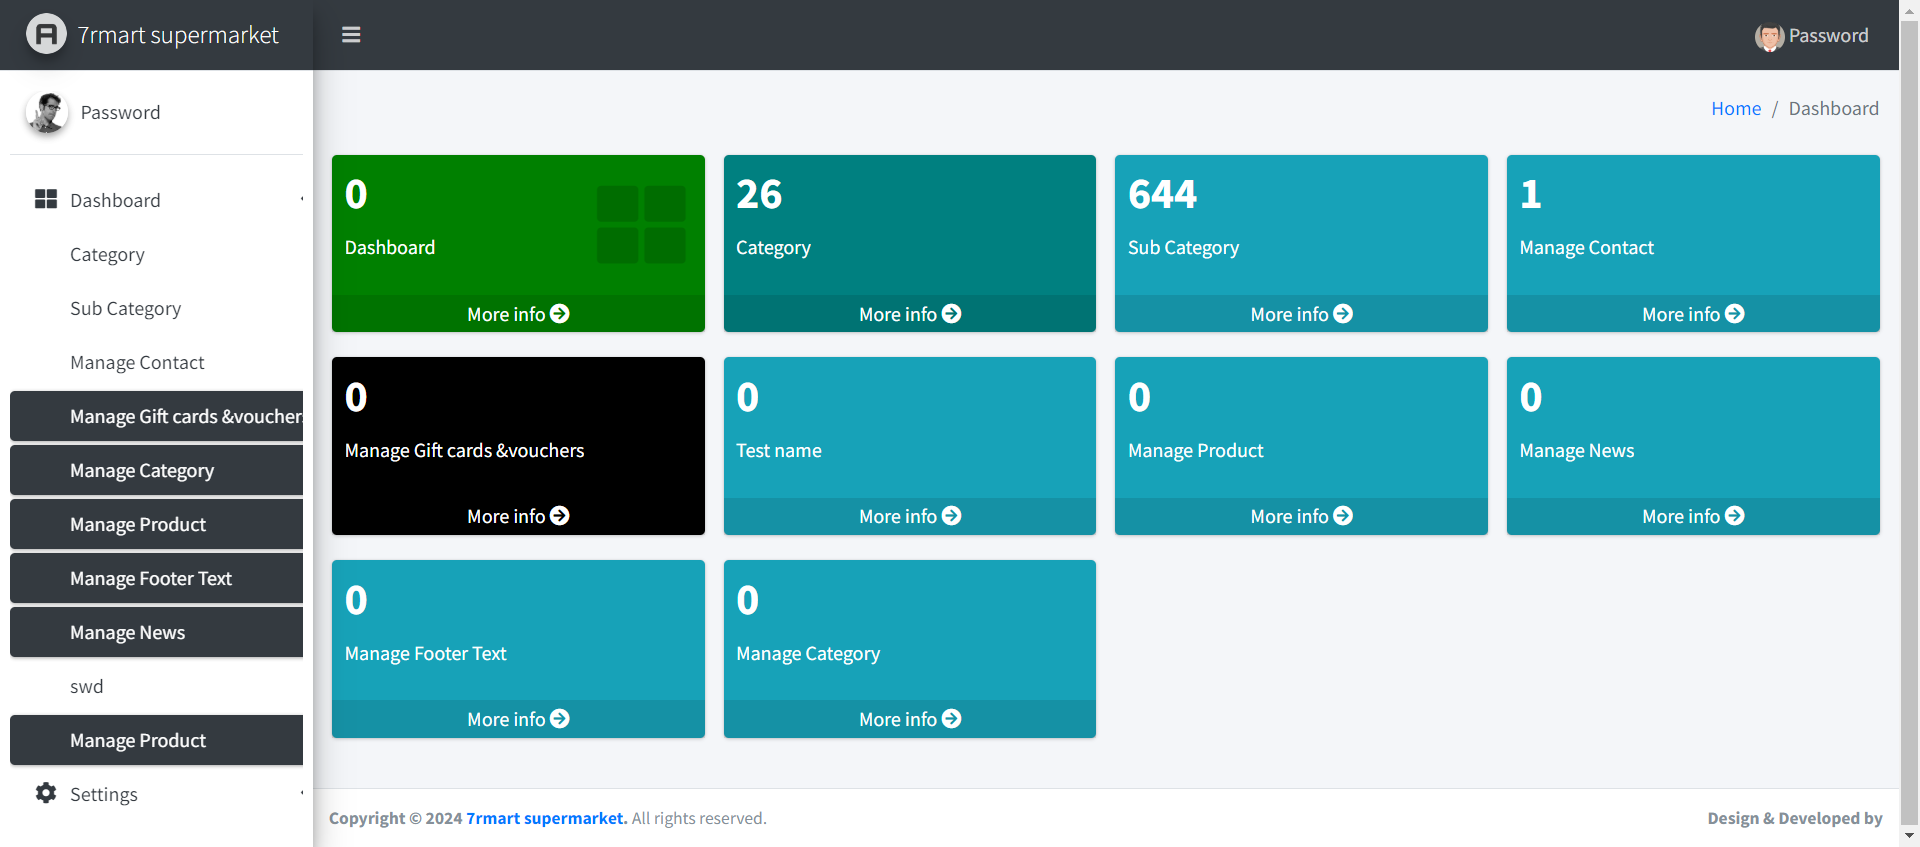 7rmart supermarket
Password
Password
Home / Dashboard
Dashboard
Category
Sub Category
Manage Contact
Manage Gift cards &vouchers
Manage Category
Manage Product
Manage Footer Text
Manage News
swd
Manage Product
Settings
0
Dashboard
More info
26
Category
More info
644
Sub Category
More info
1
Manage Contact
More info
0
Manage Gift cards &vouchers
More info
0
Test name
More info
0
Manage Product
More info
0
Manage News
More info
0
Manage Footer Text
More info
0
Manage Category
More info
Copyright © 2024 7rmart supermarket. All rights reserved.
Design & Developed by